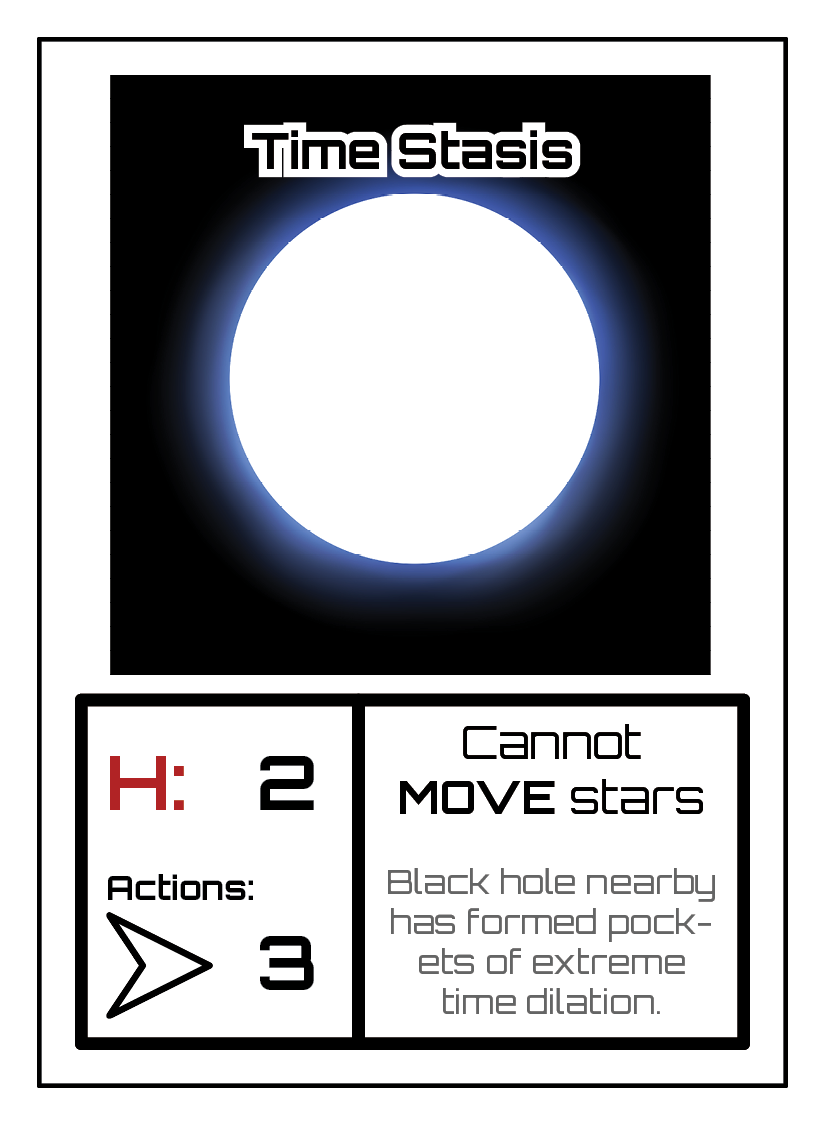 Time Stasis
H: 2
Actions:
3
Cannot
MOVE stars
Black hole nearby
has formed pock-
ets of extreme
time dilation.